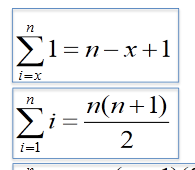 n
∑ 1 = n − x + 1
i=x
n
∑ i = n(n+1)
2
i=1